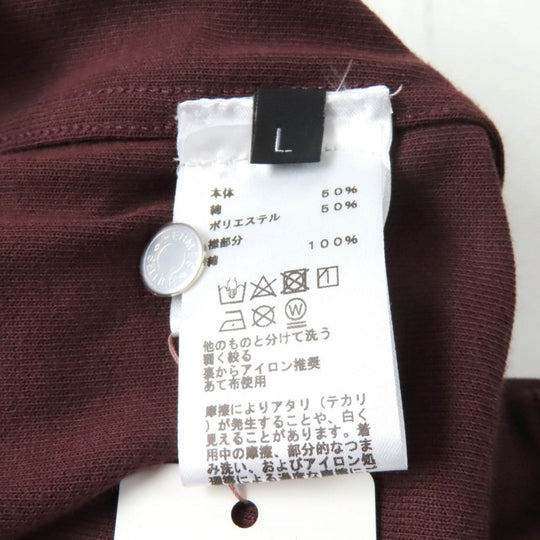 L
本体 50%
綿 50%
ポリエステル
襟部分 100%
綿
W
他のものと分けて洗う
弱く絞る
裏からアイロン推奨
あて布使用
摩擦によりアタリ(テカリ
)が発生することや、白く
見えることがあります。着
用中の摩擦、部分的なつま
み洗い、およびアイロン処